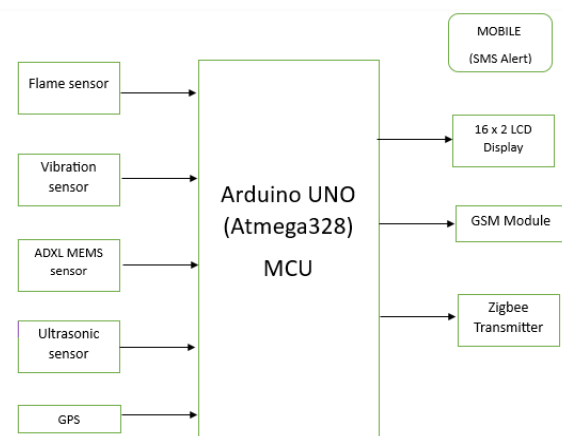 MOBILE
(SMS Alert)
Flame sensor
16 x 2 LCD
Display
Vibration
sensor
Arduino UNO
(Atmega328)
MCU
GSM Module
ADXL MEMS
sensor
Zigbee
Transmitter
Ultrasonic
sensor
GPS